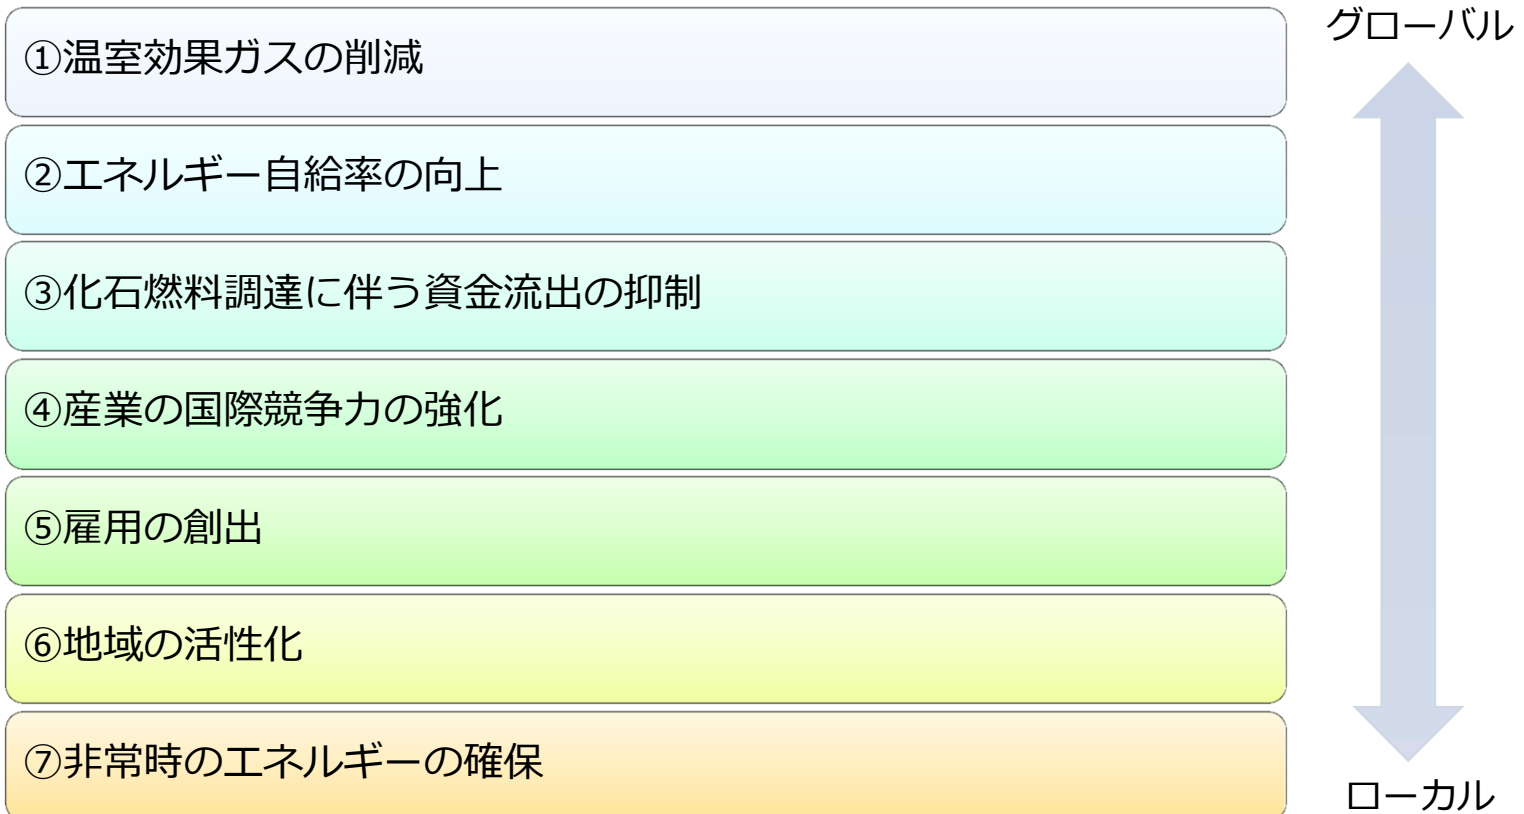 グローバル
①温室効果ガスの削減
②エネルギー自給率の向上
③化石燃料調達に伴う資金流出の抑制
④産業の国際競争力の強化
⑤雇用の創出
⑥地域の活性化
⑦非常時のエネルギーの確保
ローカル